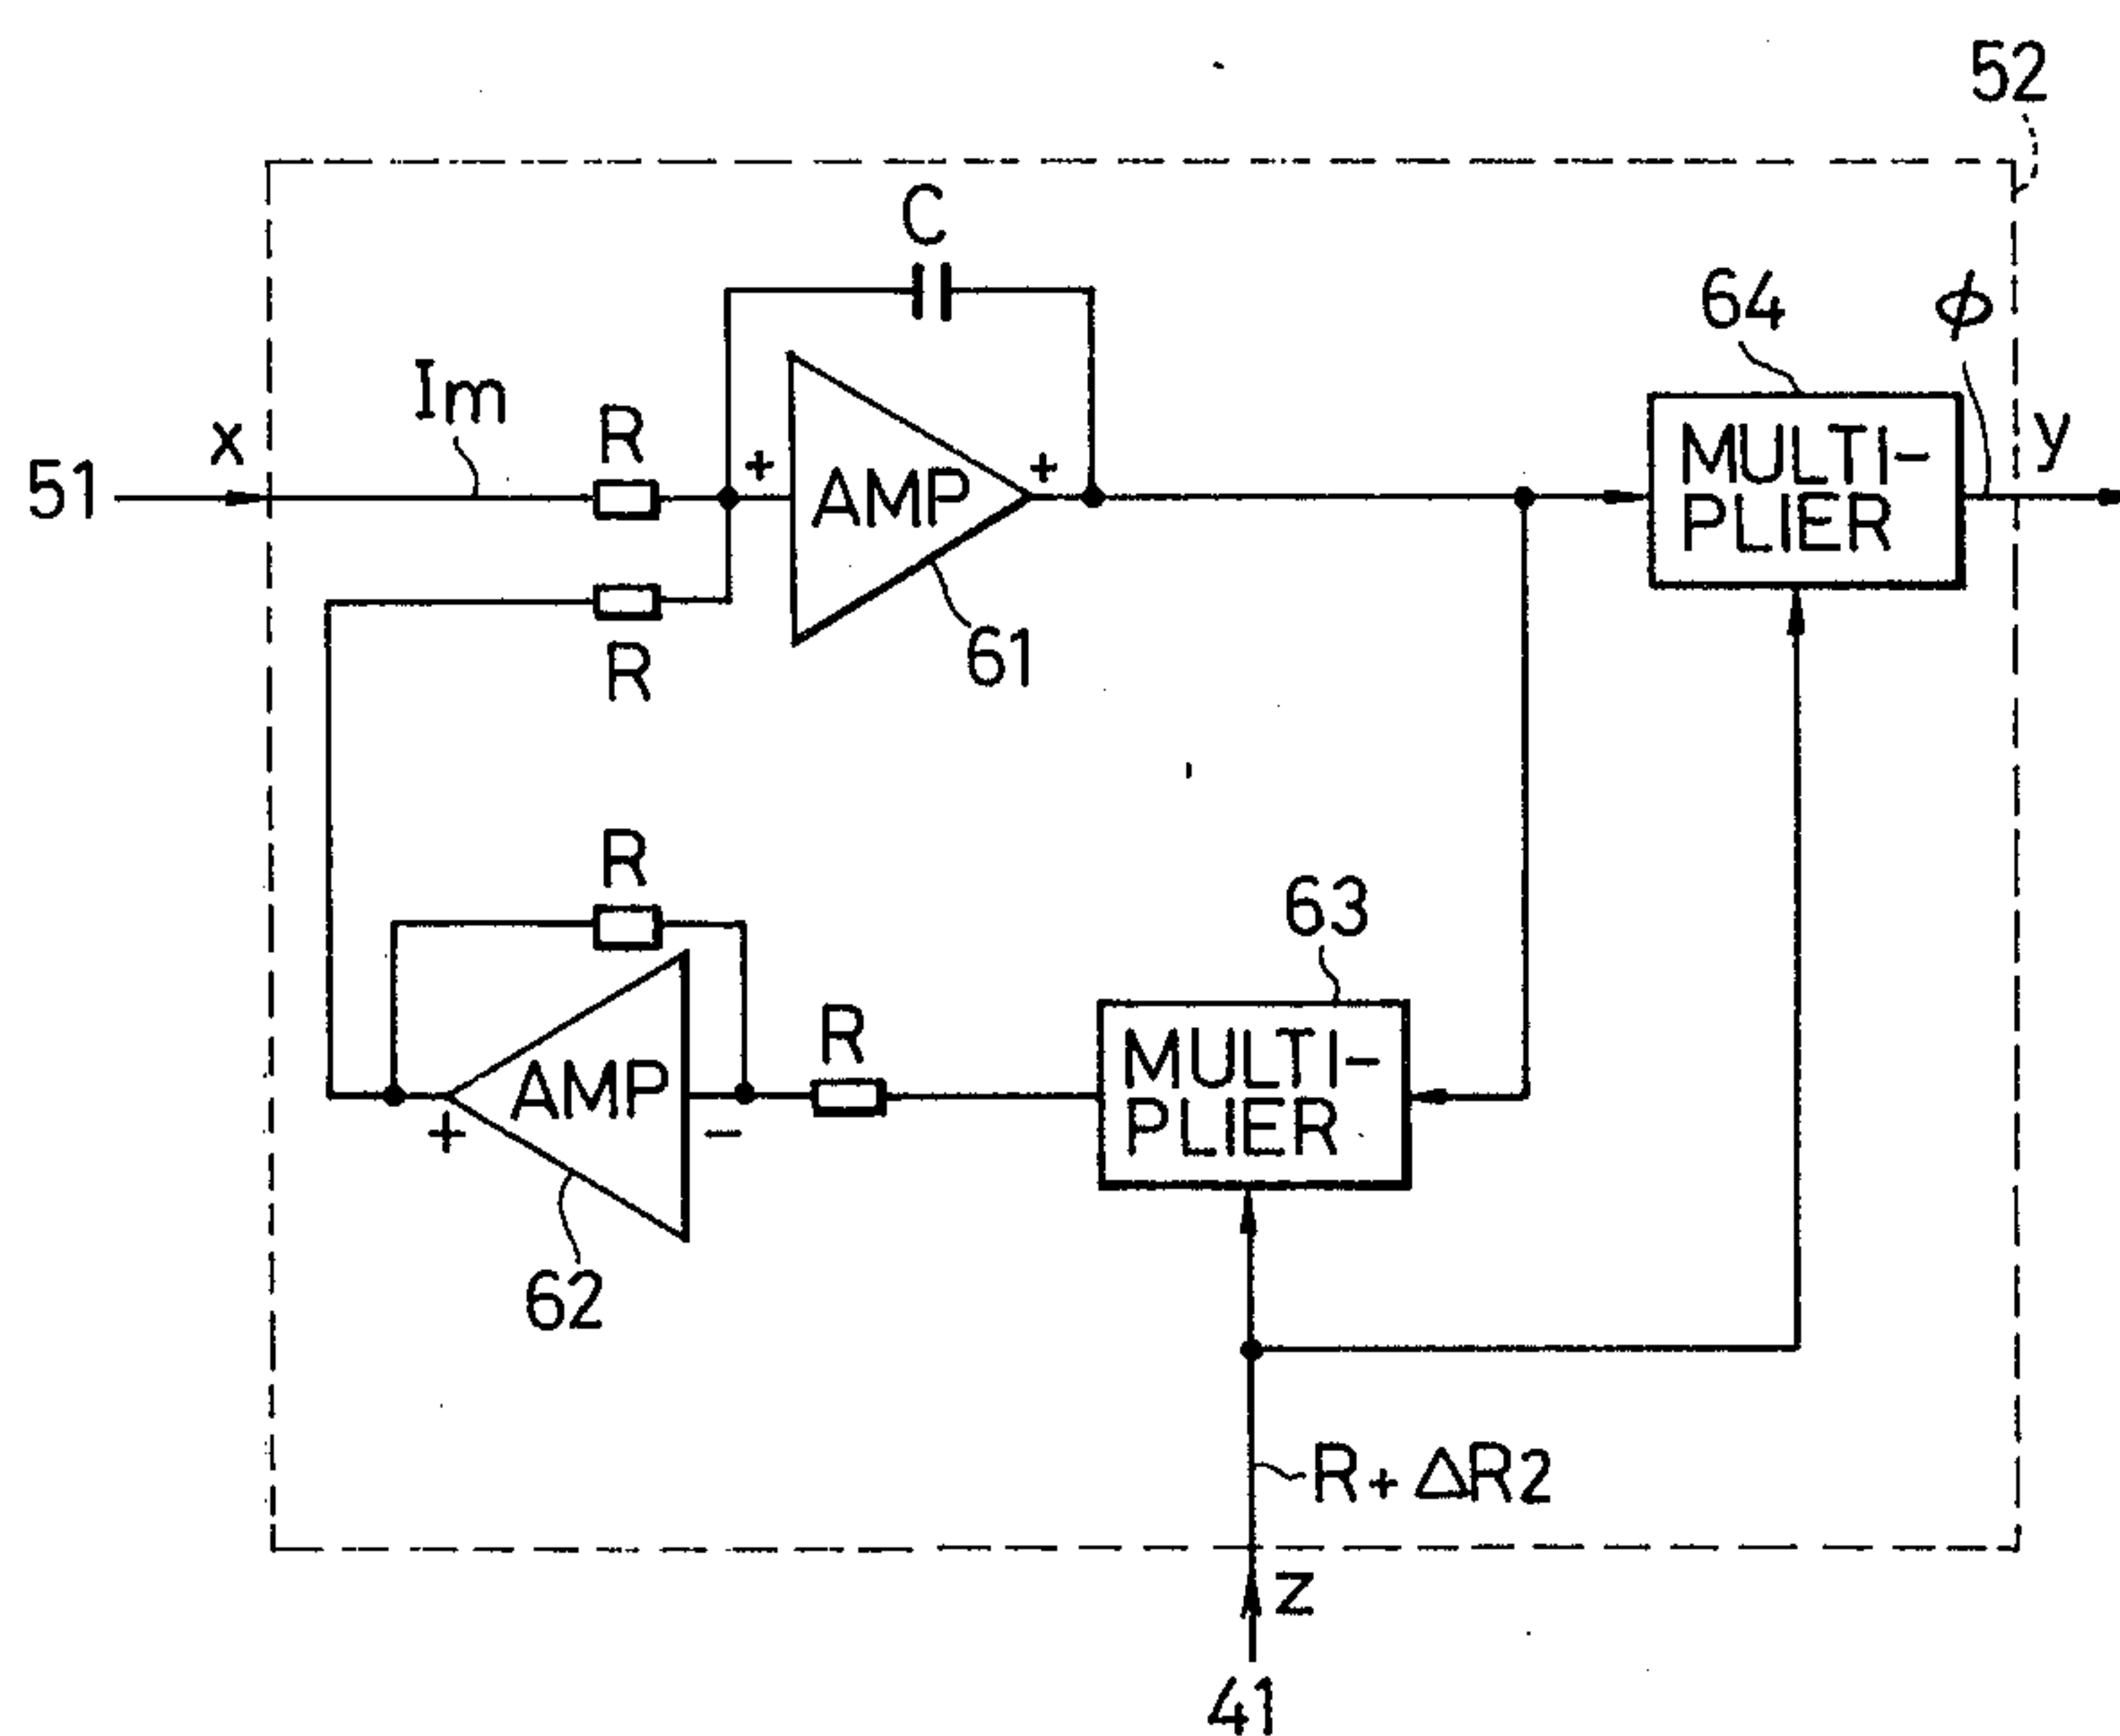 52
C
64
φ
Im
R
x
y
51
+
AMP
+
MULTI-
PLIER
R
61
R
63
R
MULTI-
PLIER
AMP
+
-
62
R+ΔR2
z
41